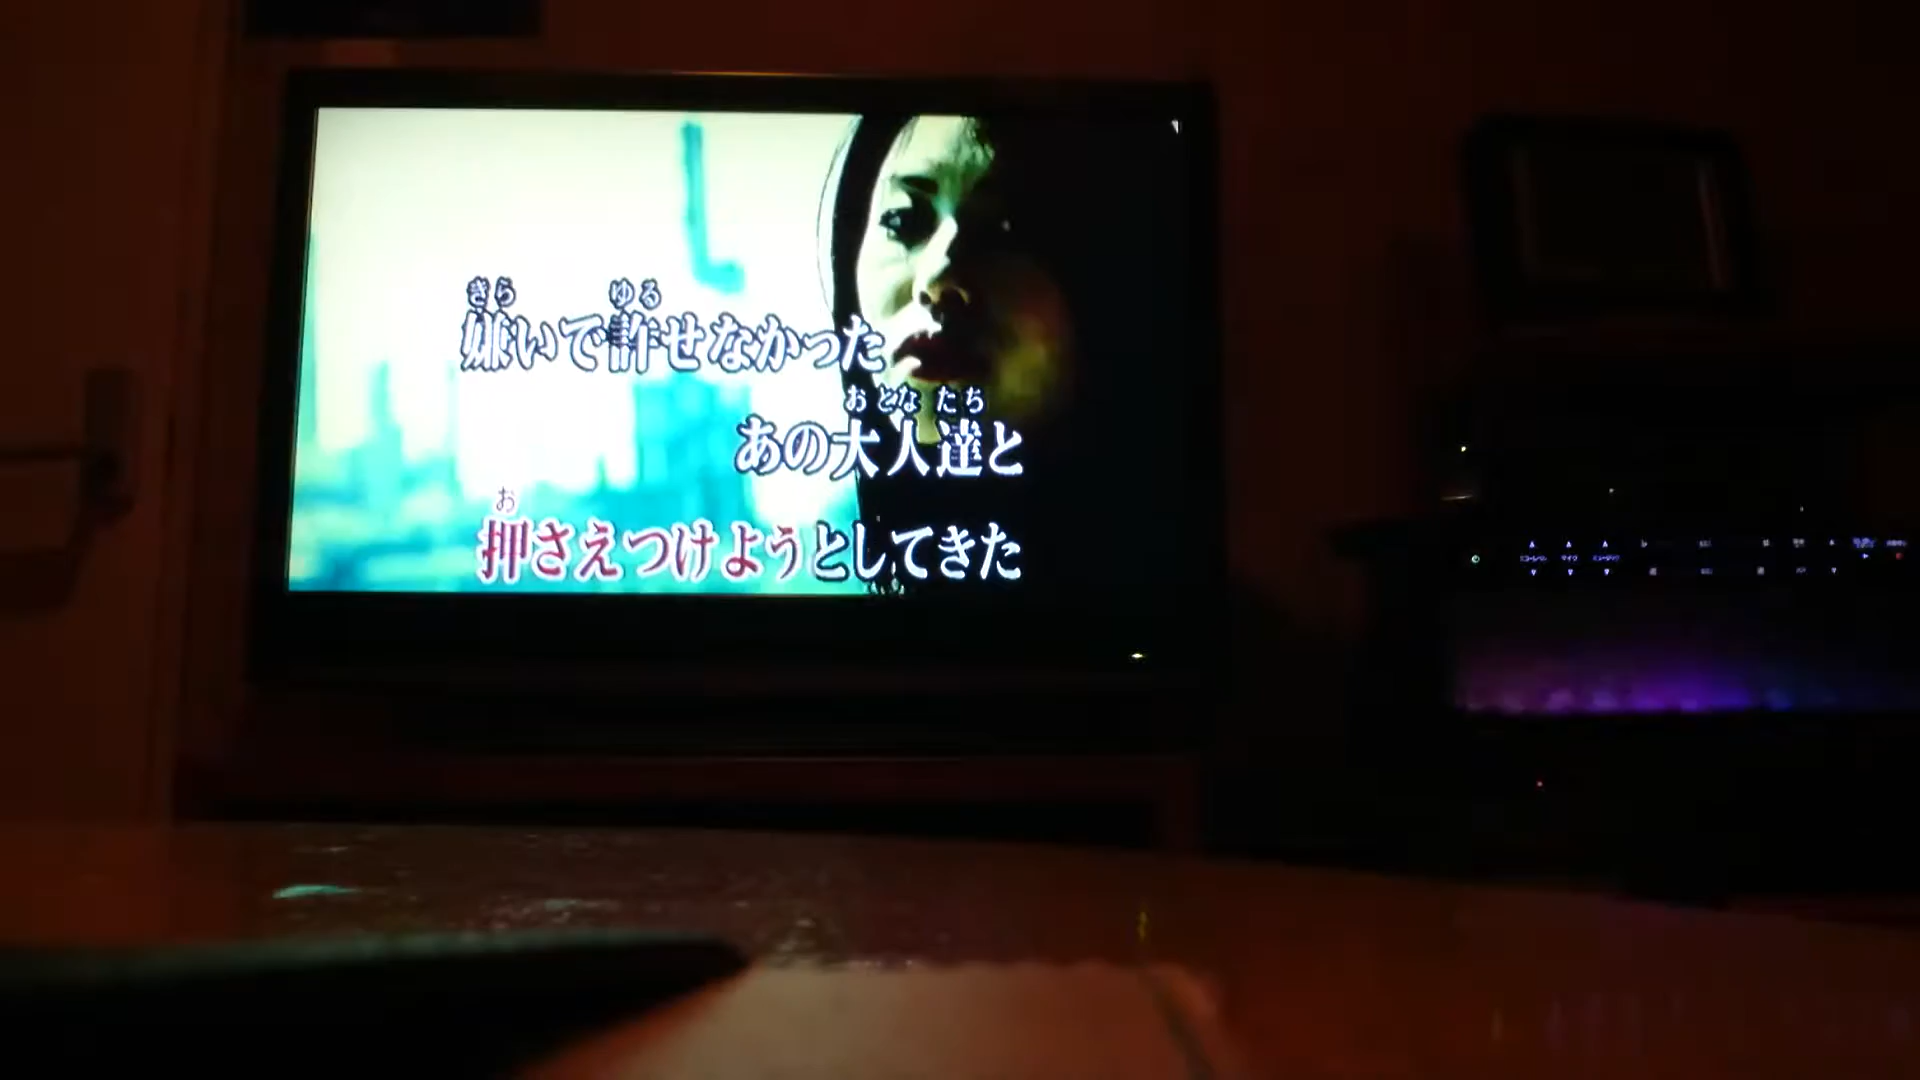 きら ゆる
嫌いで許せなかった
おとな たち
あの大人達と
お
押さえつけようとしてきた